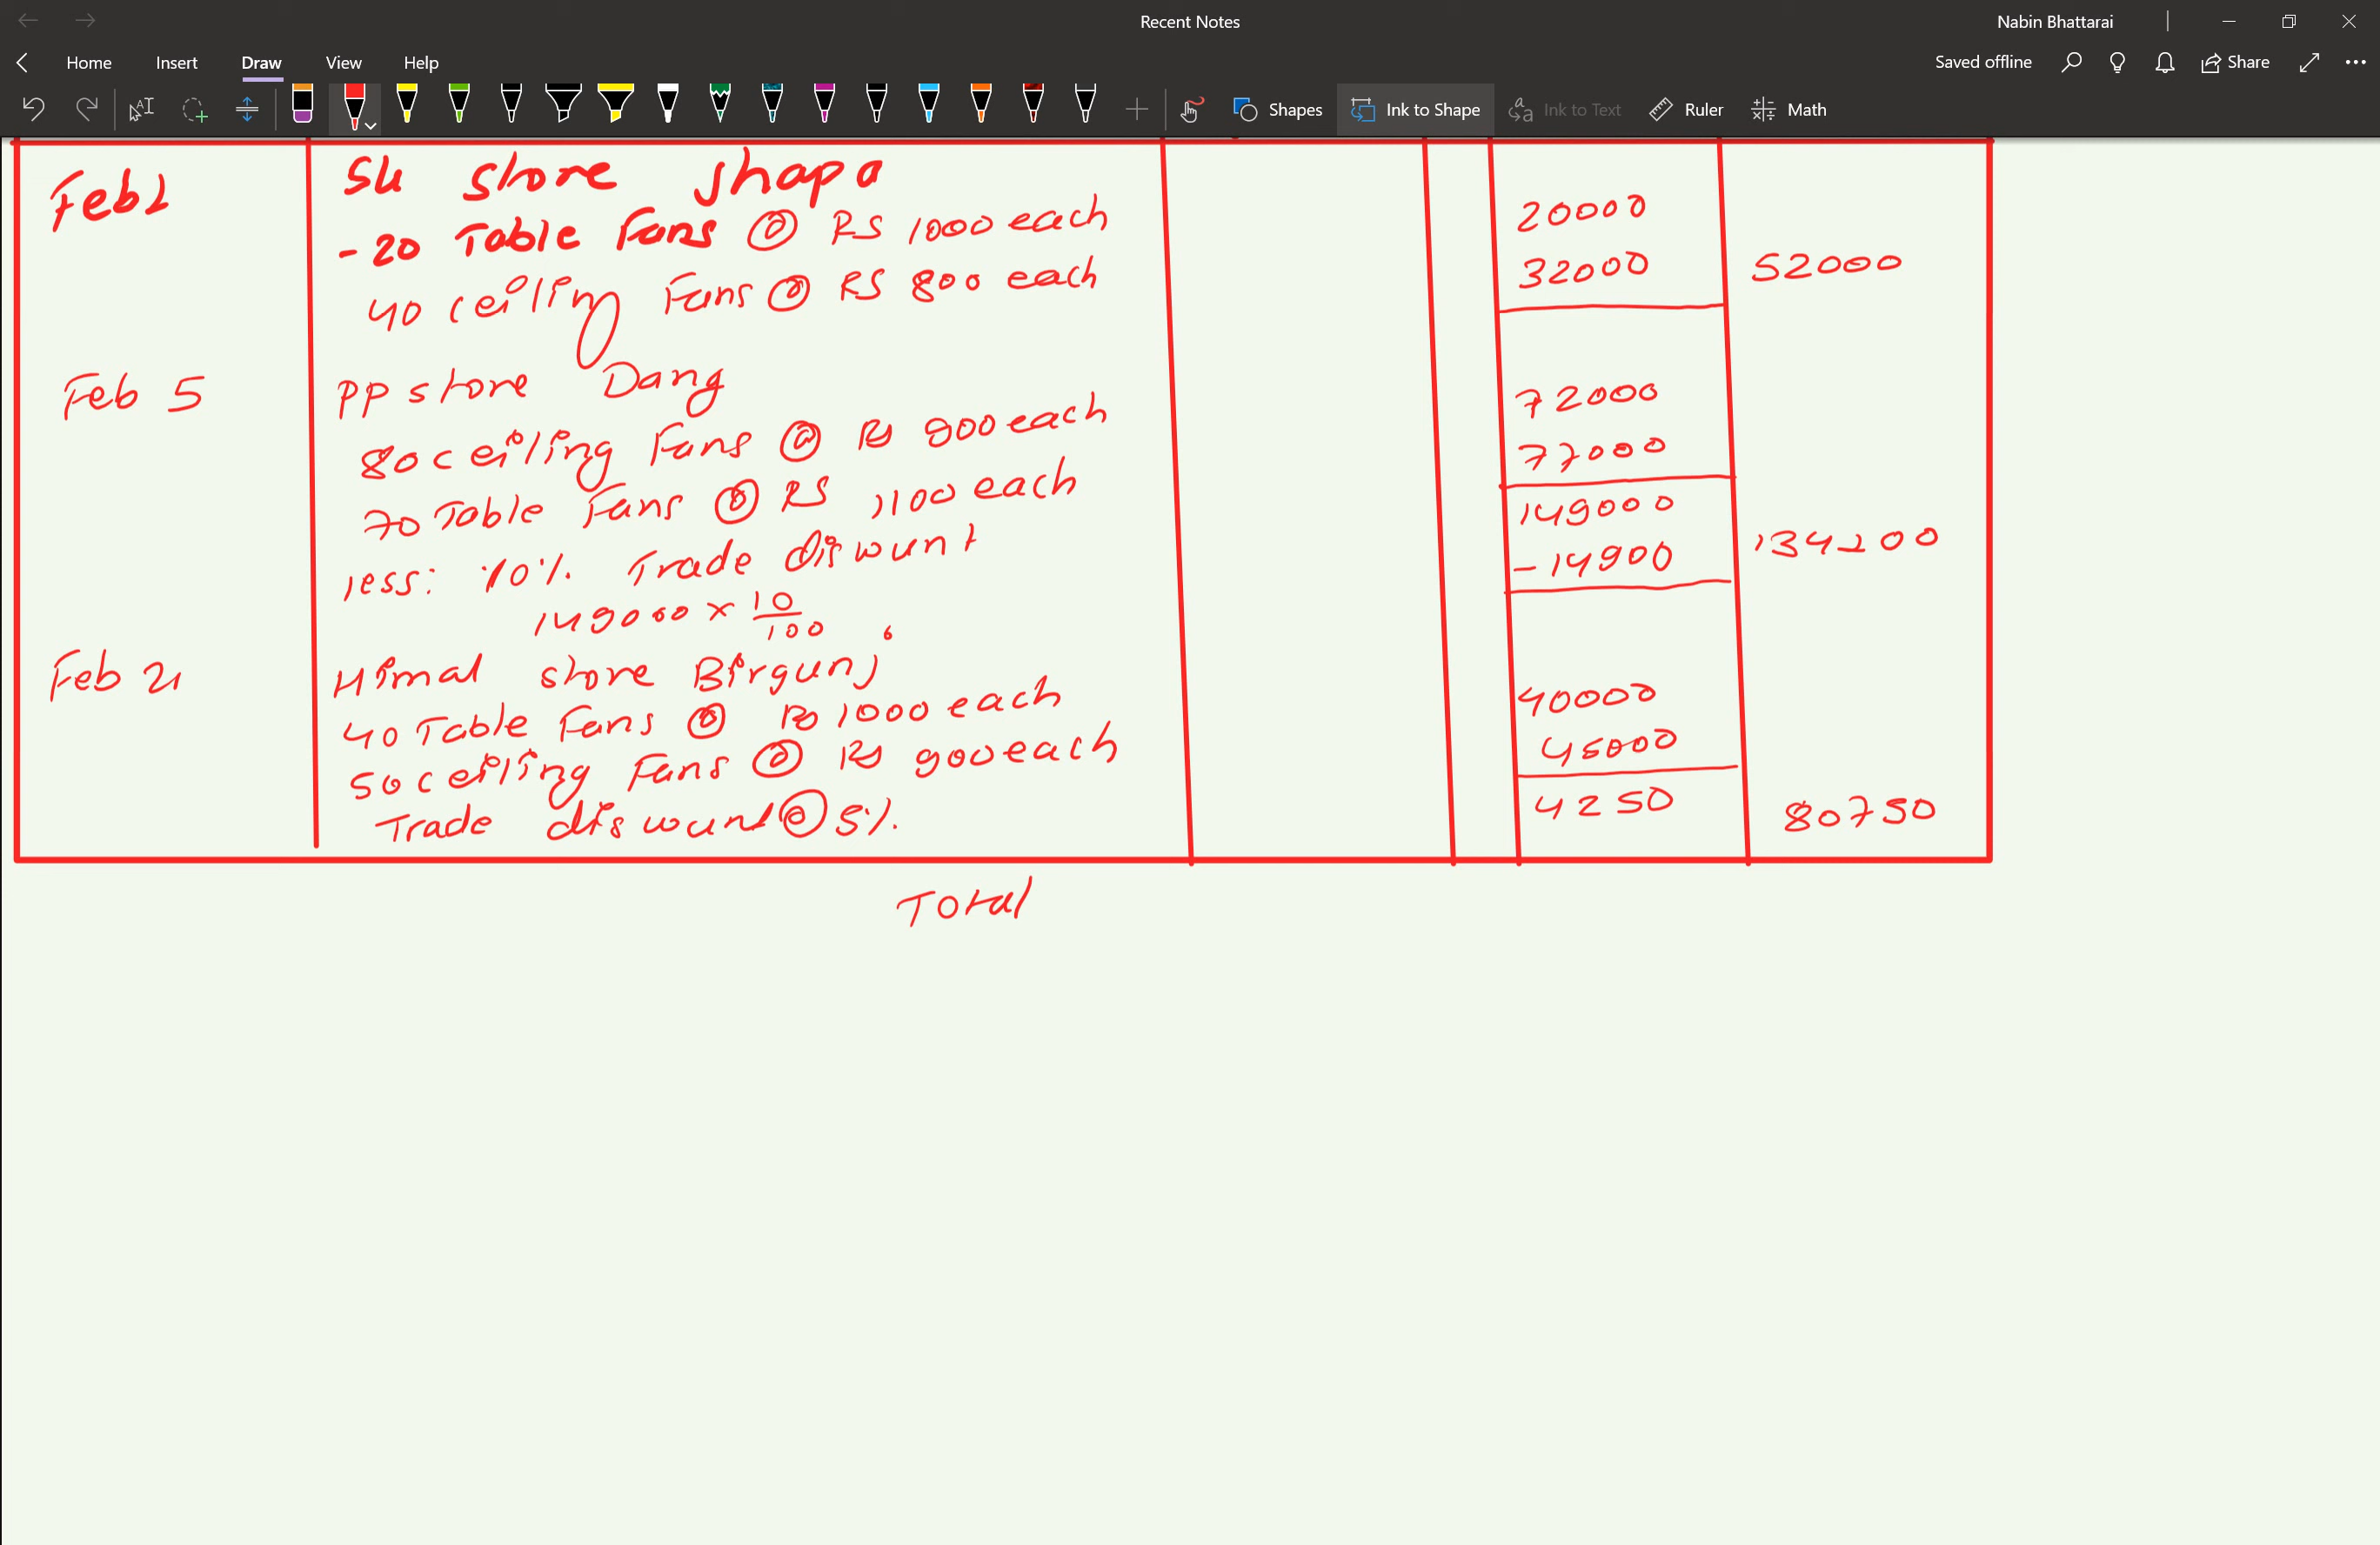 Recent Notes
Nabin Bhattarai
Home Insert Draw View Help
Saved offline
Share
Shapes
Ink to Shape
Ink to Text
Ruler
Math
Feb 2
store Jhapa
-20 Table Fans @ RS 1000 each
20000
40 ceiling Fans @ RS 800 each
32000
52000
Feb 5
PP store Dang
80 ceiling Fans @ Rs 900 each
72000
70 Table Fans @ RS 1100 each
77000
149000
less: 10% Trade discount
-14900
134100
149000 × 10/100
Feb 21
Himal store Birgunj
40 Table Fans @ Rs 1000 each
40000
50 ceiling Fans @ Rs 900 each
45000
Trade discount @ 5%.
4250
80750
Total